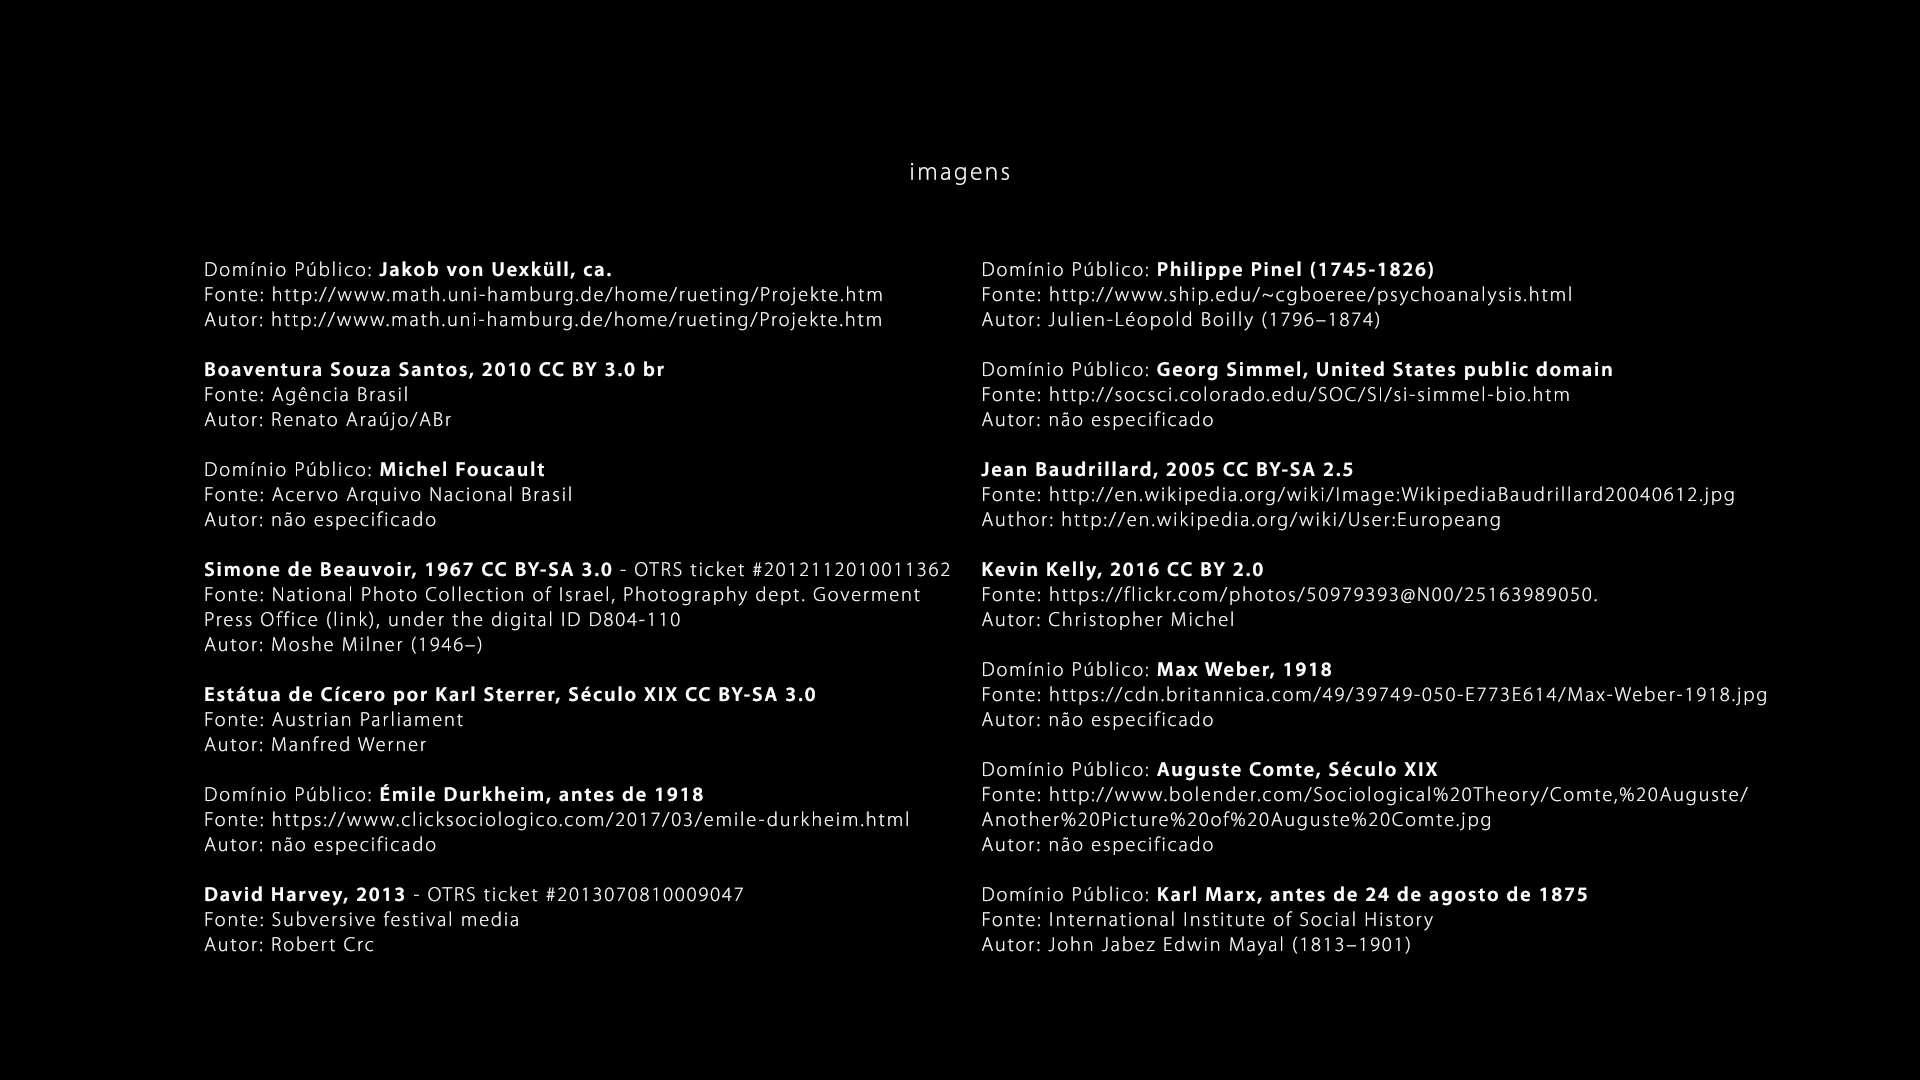 imagens
Domínio Público: Jakob von Uexküll, ca.
Fonte: http://www.math.uni-hamburg.de/home/rueting/Projekte.htm
Autor: http://www.math.uni-hamburg.de/home/rueting/Projekte.htm
Boaventura Souza Santos, 2010 CC BY 3.0 br
Fonte: Agência Brasil
Autor: Renato Araújo/ABr
Domínio Público: Michel Foucault
Fonte: Acervo Arquivo Nacional Brasil
Autor: não especificado
Simone de Beauvoir, 1967 CC BY-SA 3.0 - OTRS ticket #2012112010011362
Fonte: National Photo Collection of Israel, Photography dept. Goverment
Press Office (link), under the digital ID D804-110
Autor: Moshe Milner (1946–)
Estátua de Cícero por Karl Sterrer, Século XIX CC BY-SA 3.0
Fonte: Austrian Parliament
Autor: Manfred Werner
Domínio Público: Émile Durkheim, antes de 1918
Fonte: https://www.clicksociologico.com/2017/03/emile-durkheim.html
Autor: não especificado
David Harvey, 2013 - OTRS ticket #2013070810009047
Fonte: Subversive festival media
Autor: Robert Crc
Domínio Público: Philippe Pinel (1745-1826)
Fonte: http://www.ship.edu/~cgboeree/psychoanalysis.html
Autor: Julien-Léopold Boilly (1796–1874)
Domínio Público: Georg Simmel, United States public domain
Fonte: http://socsci.colorado.edu/SOC/SI/si-simmel-bio.htm
Autor: não especificado
Jean Baudrillard, 2005 CC BY-SA 2.5
Fonte: http://en.wikipedia.org/wiki/Image:WikipediaBaudrillard20040612.jpg
Author: http://en.wikipedia.org/wiki/User:Europeang
Kevin Kelly, 2016 CC BY 2.0
Fonte: https://flickr.com/photos/50979393@N00/25163989050.
Autor: Christopher Michel
Domínio Público: Max Weber, 1918
Fonte: https://cdn.britannica.com/49/39749-050-E773E614/Max-Weber-1918.jpg
Autor: não especificado
Domínio Público: Auguste Comte, Século XIX
Fonte: http://www.bolender.com/Sociological%20Theory/Comte,%20Auguste/
Another%20Picture%20of%20Auguste%20Comte.jpg
Autor: não especificado
Domínio Público: Karl Marx, antes de 24 de agosto de 1875
Fonte: International Institute of Social History
Autor: John Jabez Edwin Mayal (1813–1901)